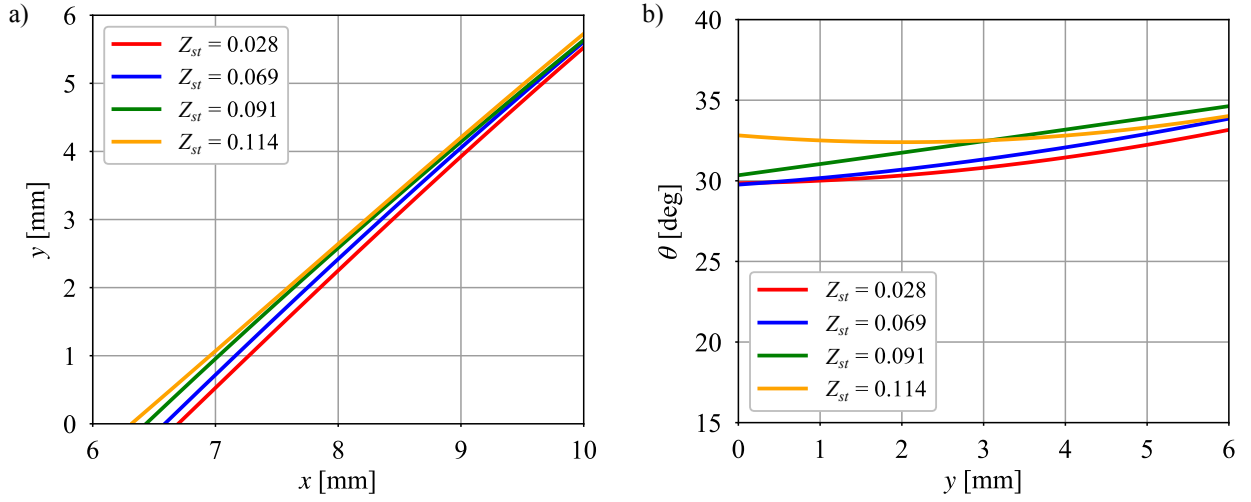 a)
6
5
4
3
2
1
0
y [mm]
Z_st = 0.028
Z_st = 0.069
Z_st = 0.091
Z_st = 0.114
6 7 8 9 10
x [mm]
b)
40
35
30
25
20
15
θ [deg]
Z_st = 0.028
Z_st = 0.069
Z_st = 0.091
Z_st = 0.114
0 1 2 3 4 5 6
y [mm]